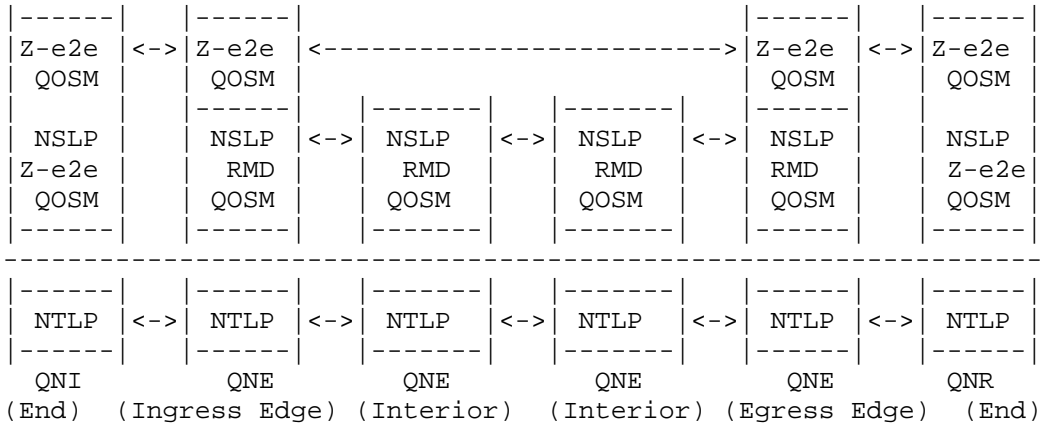 |------|   |------|                           |------|   |------|
|Z-e2e |<->|Z-e2e |<------------------------->|Z-e2e |<->|Z-e2e |
| QOSM |   | QOSM |                           | QOSM |   | QOSM |
|      |   |------|   |-------|   |-------|   |------|   |      |
| NSLP |   | NSLP |<->| NSLP  |<->| NSLP  |<->| NSLP |   | NSLP |
|Z-e2e |   |  RMD |   |  RMD  |   |  RMD  |   | RMD  |   | Z-e2e|
| QOSM |   | QOSM |   | QOSM  |   | QOSM  |   | QOSM |   | QOSM |
|------|   |------|   |-------|   |-------|   |------|   |------|
-----------------------------------------------------------------
|------|   |------|   |-------|   |-------|   |------|   |------|
| NTLP |<->| NTLP |<->| NTLP  |<->| NTLP  |<->| NTLP |<->| NTLP |
|------|   |------|   |-------|   |-------|   |------|   |------|
  QNI         QNE        QNE         QNE         QNE        QNR
(End)  (Ingress Edge) (Interior)  (Interior) (Egress Edge)  (End)